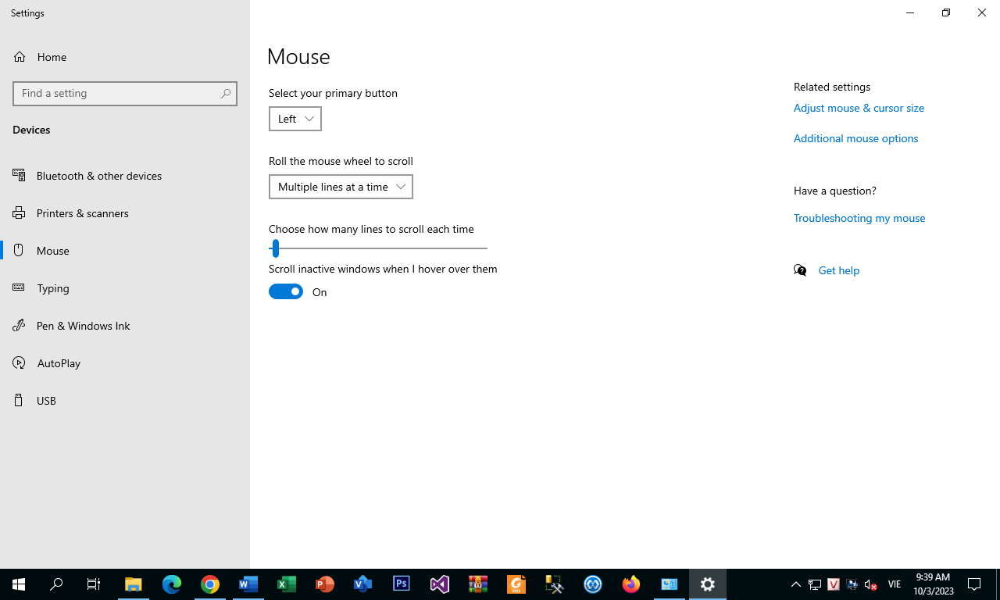 Settings
Home
Find a setting
Devices
Bluetooth & other devices
Printers & scanners
Mouse
Typing
Pen & Windows Ink
AutoPlay
USB
Mouse
Select your primary button
Left
Roll the mouse wheel to scroll
Multiple lines at a time
Choose how many lines to scroll each time
Scroll inactive windows when I hover over them
On
Related settings
Adjust mouse & cursor size
Additional mouse options
Have a question?
Troubleshooting my mouse
Get help
VIE
9:39 AM
10/3/2023